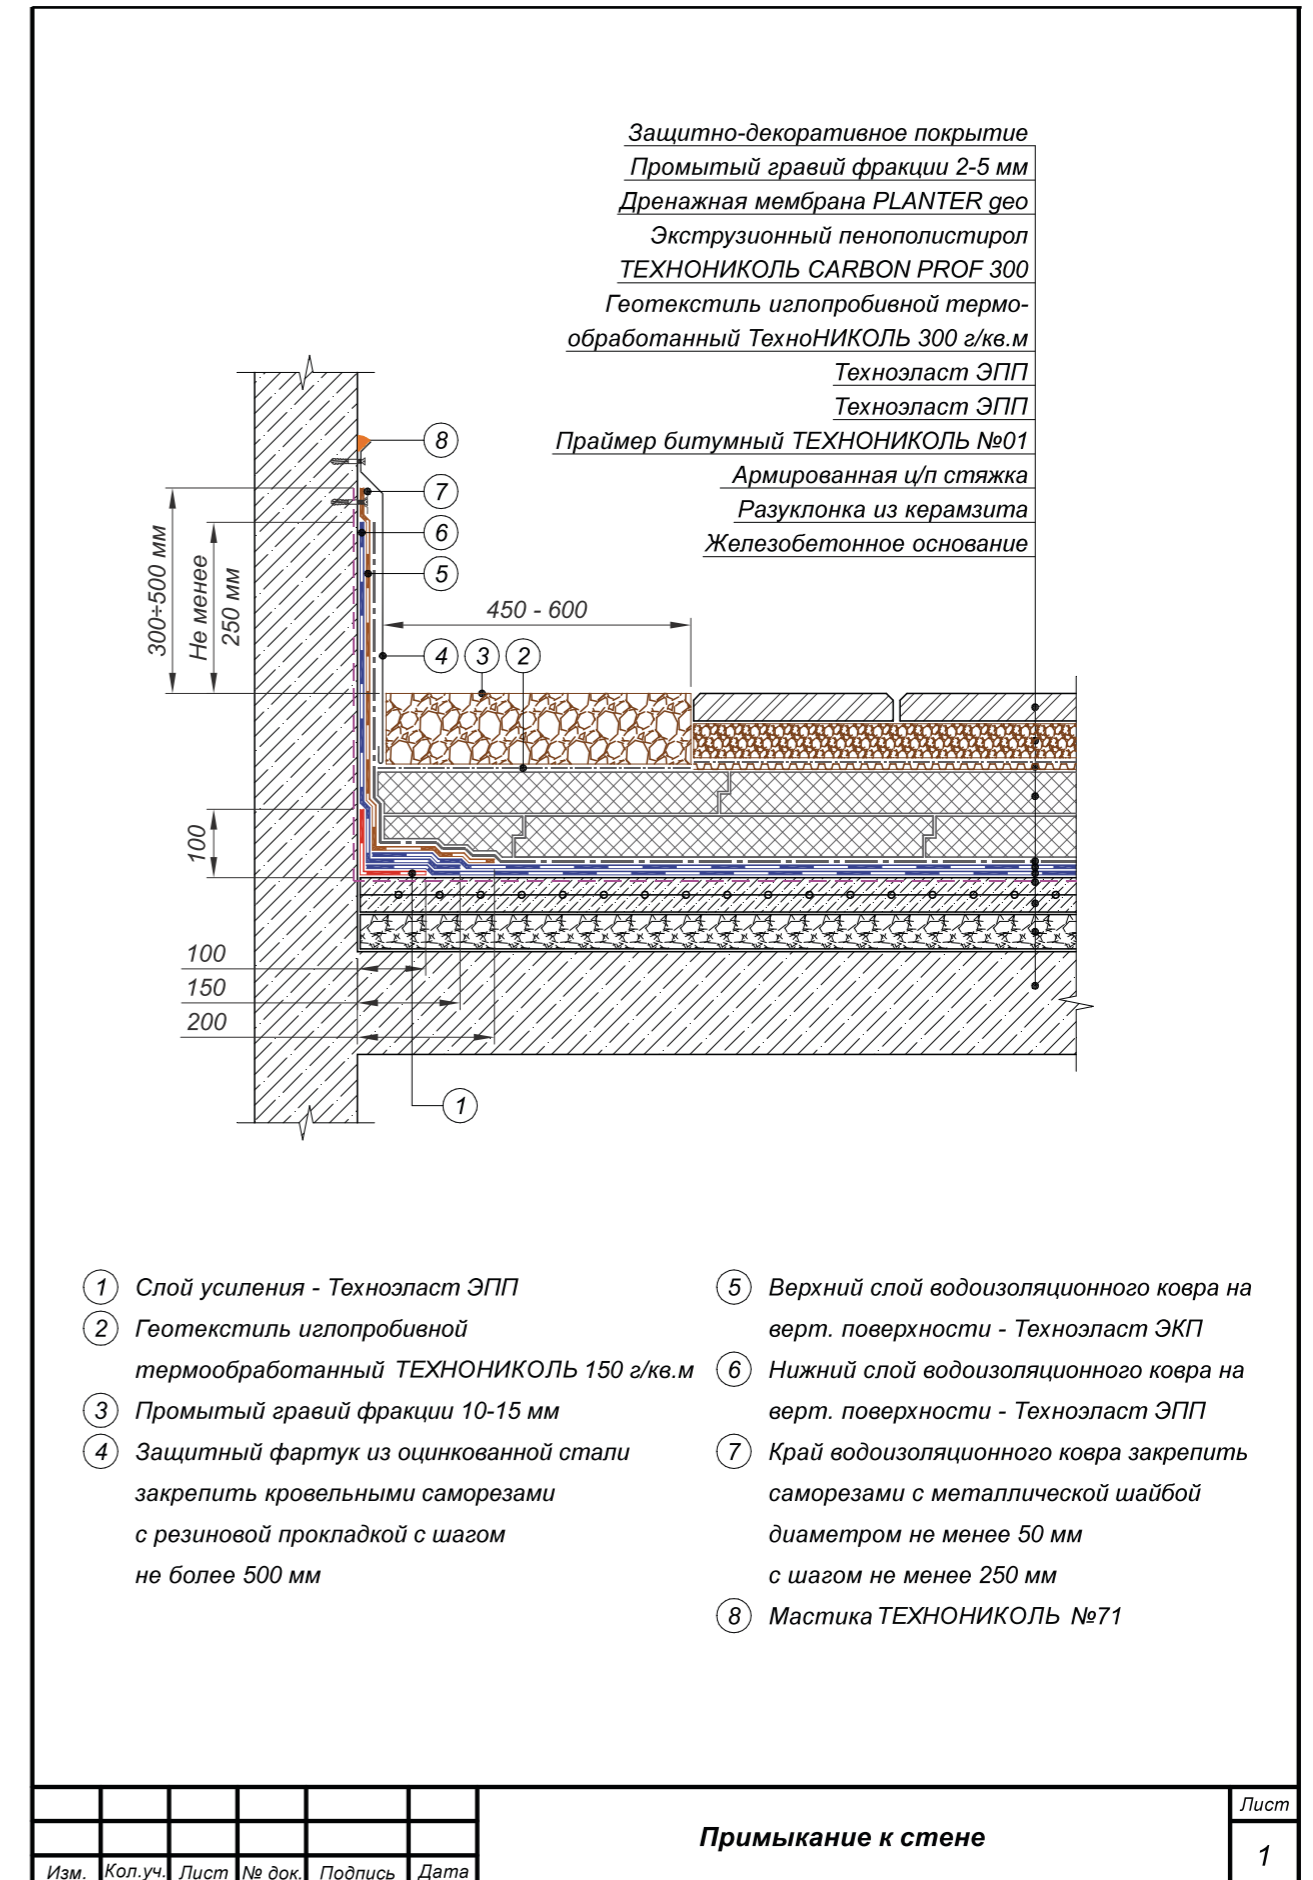 Защитно-декоративное покрытие
Промытый гравий фракции 2-5 мм
Дренажная мембрана PLANTER geo
Экструзионный пенополистирол
ТЕХНОНИКОЛЬ CARBON PROF 300
Геотекстиль иглопробивной термо-
обработанный ТехноНИКОЛЬ 300 г/кв.м
Техноэласт ЭПП
Техноэласт ЭПП
Праймер битумный ТЕХНОНИКОЛЬ №01
Армированная ц/п стяжка
Разуклонка из керамзита
Железобетонное основание
8
7
6
5
300÷500 мм
Не менее
250 мм
450 - 600
4
3
2
100
100
150
200
1
1 Слой усиления - Техноэласт ЭПП
2 Геотекстиль иглопробивной
термообработанный ТЕХНОНИКОЛЬ 150 г/кв.м
3 Промытый гравий фракции 10-15 мм
4 Защитный фартук из оцинкованной стали
закрепить кровельными саморезами
с резиновой прокладкой с шагом
не более 500 мм
5 Верхний слой водоизоляционного ковра на
верт. поверхности - Техноэласт ЭКП
6 Нижний слой водоизоляционного ковра на
верт. поверхности - Техноэласт ЭПП
7 Край водоизоляционного ковра закрепить
саморезами с металлической шайбой
диаметром не менее 50 мм
с шагом не менее 250 мм
8 Мастика ТЕХНОНИКОЛЬ №71
Изм. Кол.уч. Лист № док. Подпись Дата
Примыкание к стене
Лист
1